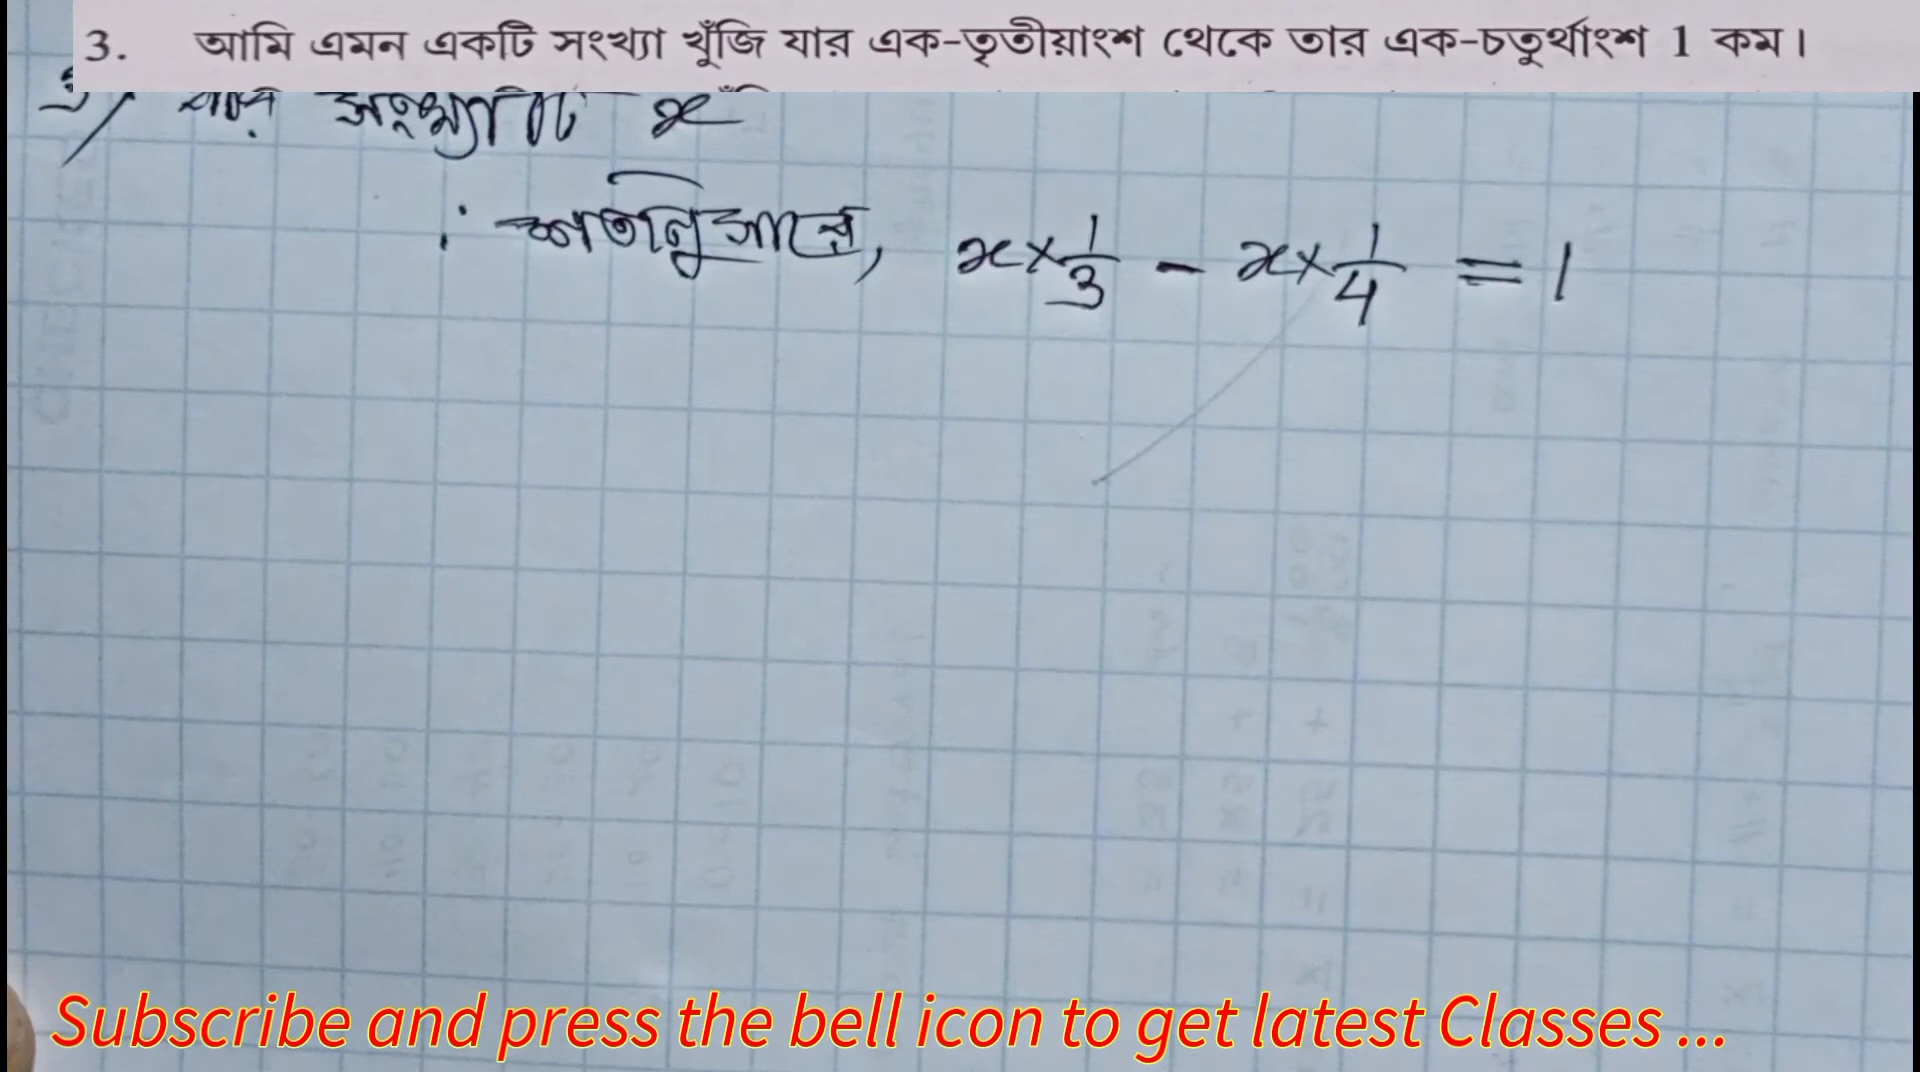 3. আমি এমন একটি সংখ্যা খুঁজি যার এক-তৃতীয়াংশ থেকে তার এক-চতুর্থাংশ 1 কম।
3) ধরি সংখ্যাটি x
∴ শর্তানুসারে, x×1/3 - x×1/4 = 1
Subscribe and press the bell icon to get latest Classes ...